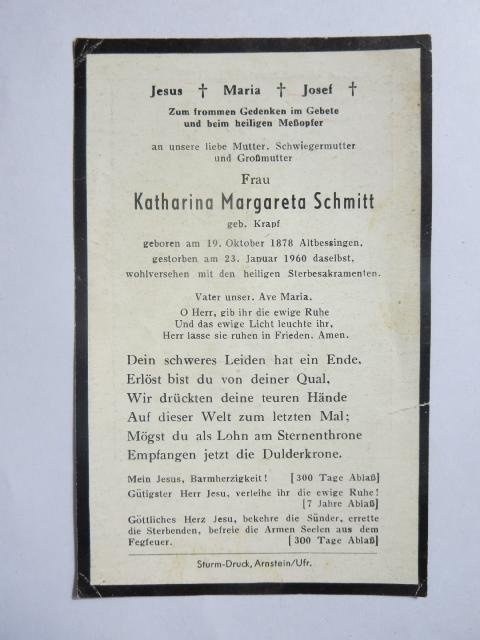 Jesus † Maria † Josef †
Zum frommen Gedenken im Gebete
und beim heiligen Meßopfer
an unsere liebe Mutter, Schwiegermutter
und Großmutter
Frau
Katharina Margareta Schmitt
geb. Krapf
geboren am 19. Oktober 1878 Altbessingen,
gestorben am 23. Januar 1960 daselbst,
wohlversehen mit den heiligen Sterbesakramenten.
Vater unser. Ave Maria.
O Herr, gib ihr die ewige Ruhe
Und das ewige Licht leuchte ihr,
Herr lasse sie ruhen in Frieden. Amen.
Dein schweres Leiden hat ein Ende,
Erlöst bist du von deiner Qual,
Wir drückten deine teuren Hände
Auf dieser Welt zum letzten Mal;
Mögst du als Lohn am Sternenthrone
Empfangen jetzt die Dulderkrone.
Mein Jesus, Barmherzigkeit! [300 Tage Ablaß]
Gütigster Herr Jesu, verleihe ihr die ewige Ruhe!
[7 Jahre Ablaß]
Göttliches Herz Jesu, bekehre die Sünder, errette
die Sterbenden, befreie die Armen Seelen aus dem
Fegfeuer. [300 Tage Ablaß]
Sturm-Druck, Arnstein/Ufr.